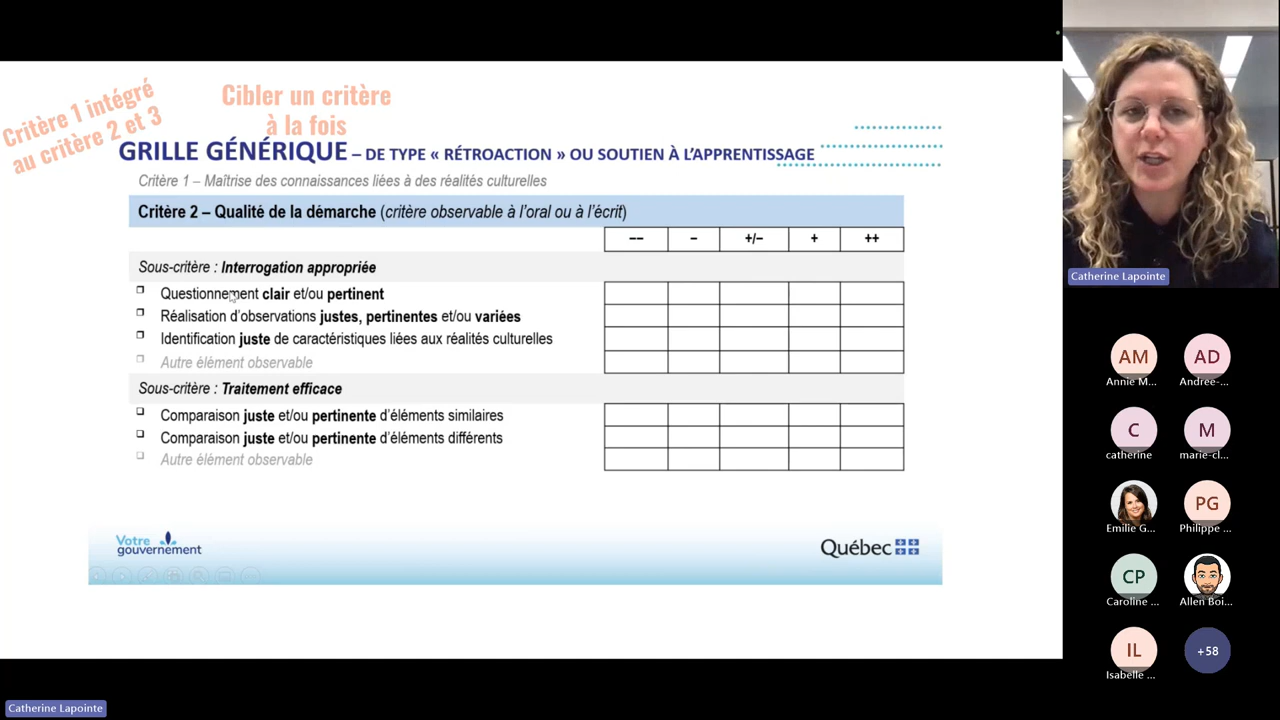 Critère 1 intégré
au critère 2 et 3
Cibler un critère
à la fois
GRILLE GÉNÉRIQUE – DE TYPE « RÉTROACTION » OU SOUTIEN À L'APPRENTISSAGE
Critère 1 – Maîtrise des connaissances liées à des réalités culturelles
Critère 2 – Qualité de la démarche (critère observable à l'oral ou à l'écrit)
–– – +/– + ++
Sous-critère : Interrogation appropriée
Questionnement clair et/ou pertinent
Réalisation d'observations justes, pertinentes et/ou variées
Identification juste de caractéristiques liées aux réalités culturelles
Autre élément observable
Sous-critère : Traitement efficace
Comparaison juste et/ou pertinente d'éléments similaires
Comparaison juste et/ou pertinente d'éléments différents
Autre élément observable
Votre
gouvernement
Québec
Catherine Lapointe
AM AD
Annie M... Andree-...
C M
catherine marie-cl...
PG
Emilie G... Philippe ...
CP
Caroline ... Allen Boi...
IL +58
Isabelle ...
Catherine Lapointe